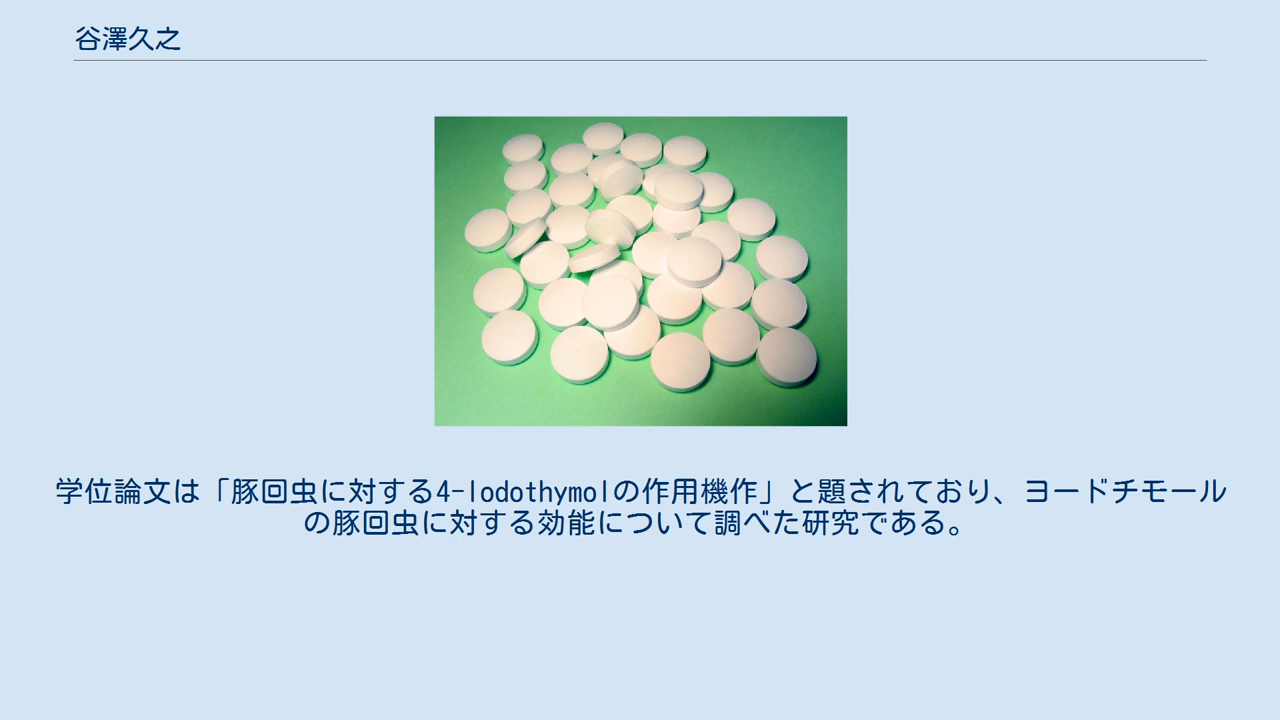 谷澤久之
学位論文は「豚回虫に対する4-lodothymolの作用機作」と題されており、ヨードチモール
の豚回虫に対する効能について調べた研究である。